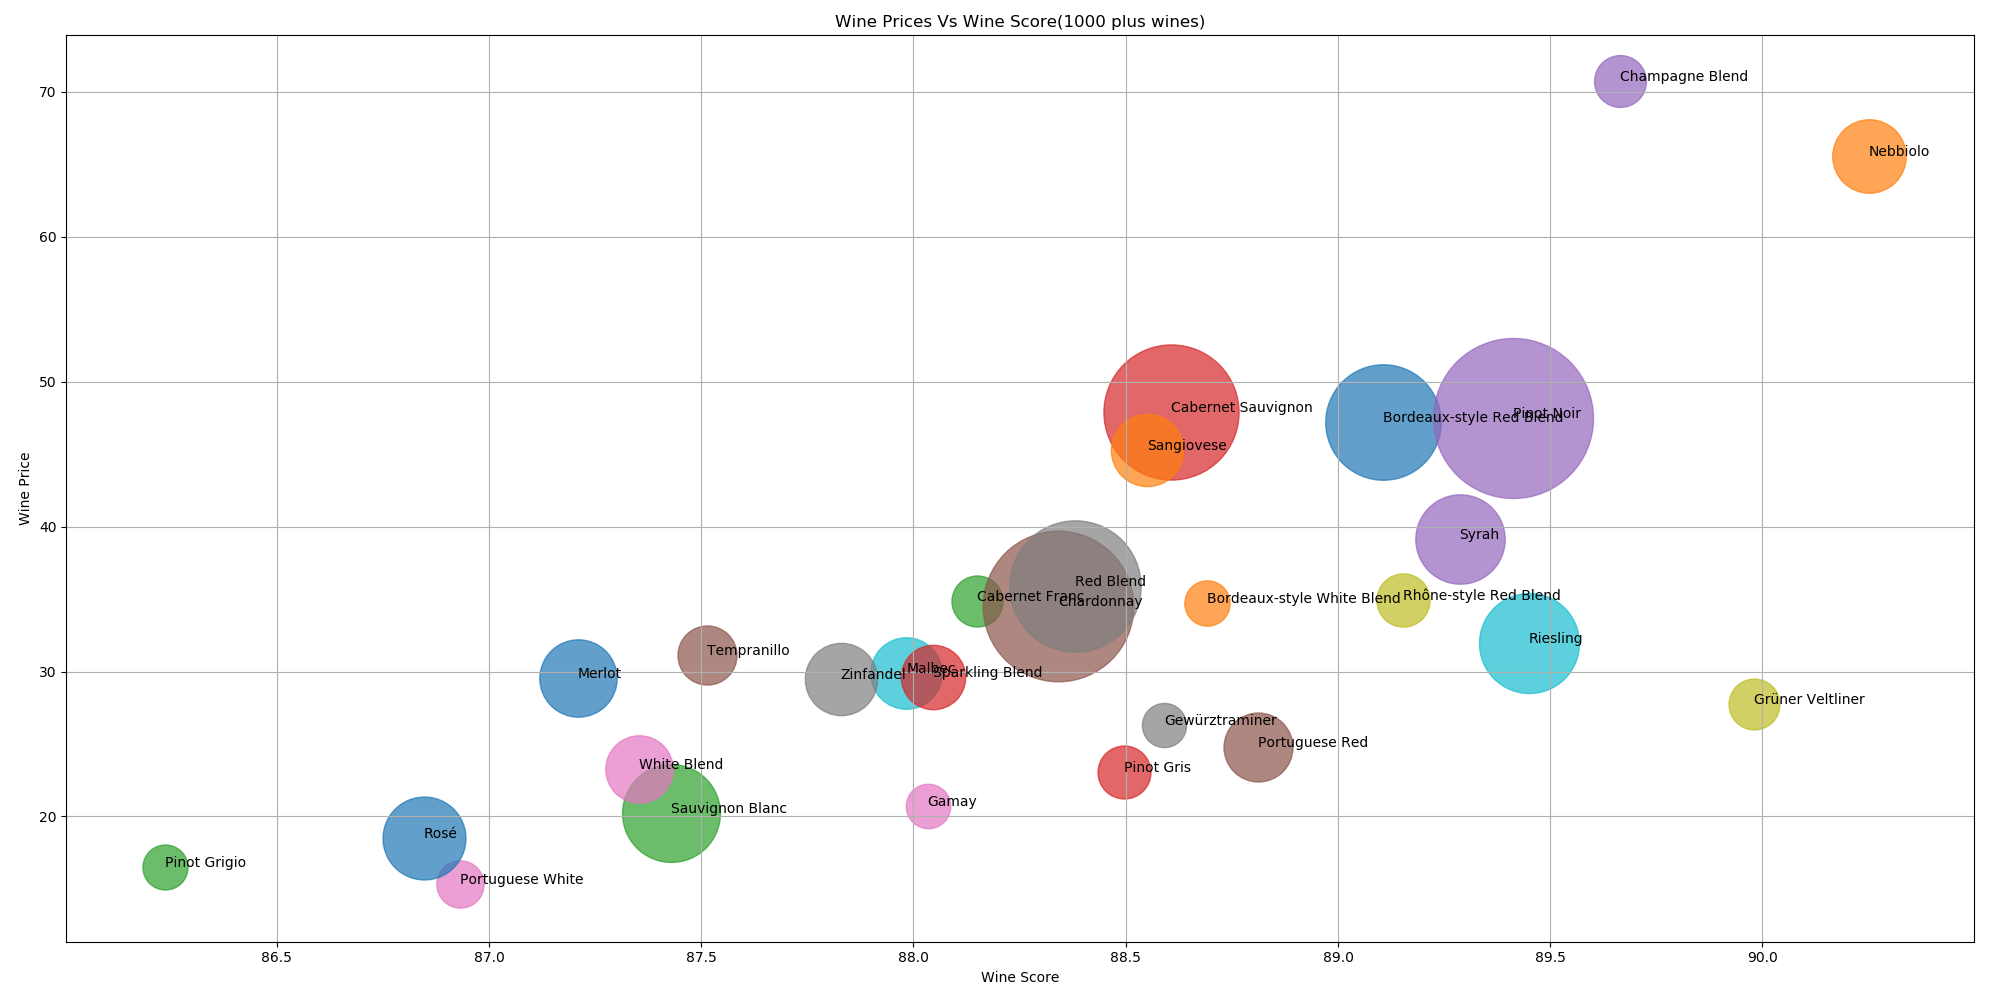 Wine Prices Vs Wine Score(1000 plus wines)
Champagne Blend
70
Nebbiolo
60
50
Cabernet Sauvignon
Pinot Noir
Bordeaux-style Red Blend
Sangiovese
Wine Price
40
Syrah
Red Blend
Rhône-style Red Blend
Cabernet Franc
Bordeaux-style White Blend
Chardonnay
Riesling
Tempranillo
30
Malbec
Sparkling Blend
Merlot
Zinfandel
Grüner Veltliner
Gewürztraminer
Portuguese Red
Pinot Gris
White Blend
Gamay
Sauvignon Blanc
20
Rosé
Pinot Grigio
Portuguese White
86.5 87.0 87.5 88.0 88.5 89.0 89.5 90.0
Wine Score